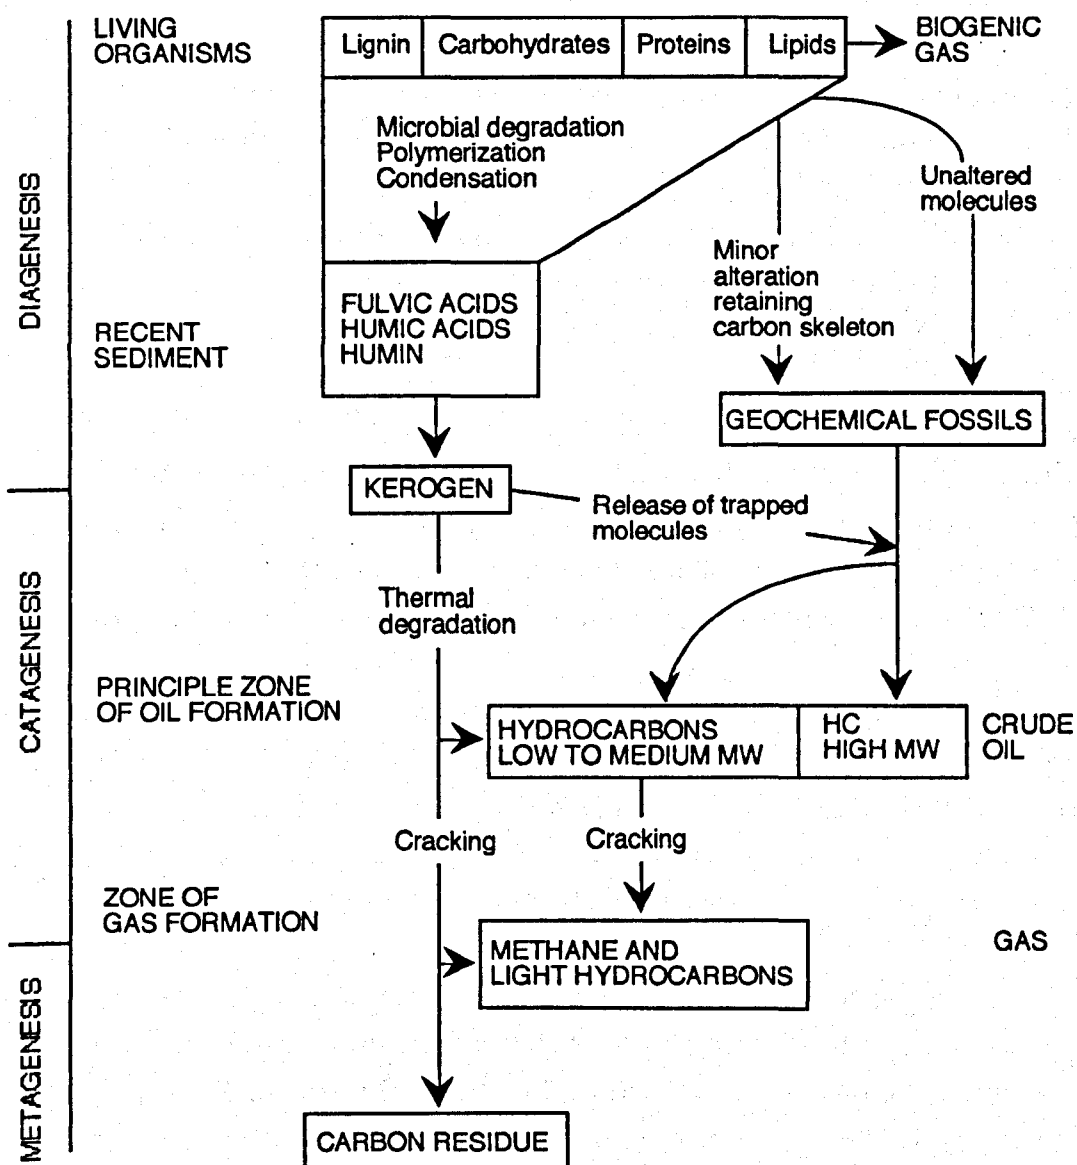 LIVING
ORGANISMS
Lignin
Carbohydrates
Proteins
Lipids
BIOGENIC
GAS
Microbial degradation
Polymerization
Condensation
Unaltered
molecules
Minor
alteration
retaining
carbon skeleton
DIAGENESIS
RECENT
SEDIMENT
FULVIC ACIDS
HUMIC ACIDS
HUMIN
GEOCHEMICAL FOSSILS
KEROGEN
Release of trapped
molecules
CATAGENESIS
Thermal
degradation
PRINCIPLE ZONE
OF OIL FORMATION
HYDROCARBONS
LOW TO MEDIUM MW
HC
HIGH MW
CRUDE
OIL
Cracking
Cracking
ZONE OF
GAS FORMATION
METHANE AND
LIGHT HYDROCARBONS
GAS
METAGENESIS
CARBON RESIDUE